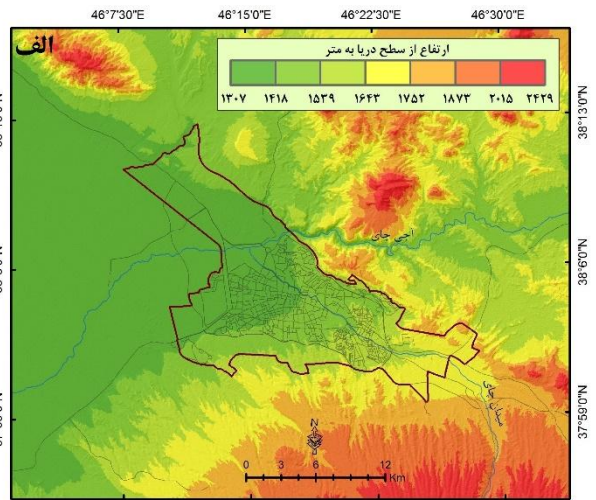 46°7'30"E 46°15'0"E 46°22'30"E 46°30'0"E
الف
ارتفاع از سطح دریا به متر
۱۳۰۷ ۱۴۱۸ ۱۵۳۹ ۱۶۴۳ ۱۷۵۲ ۱۸۷۳ ۲۰۱۵ ۲۴۲۹
38°13'0"N
آجی چای
38°6'0"N
میدان چای
37°59'0"N
N
0 3 6 12
Km